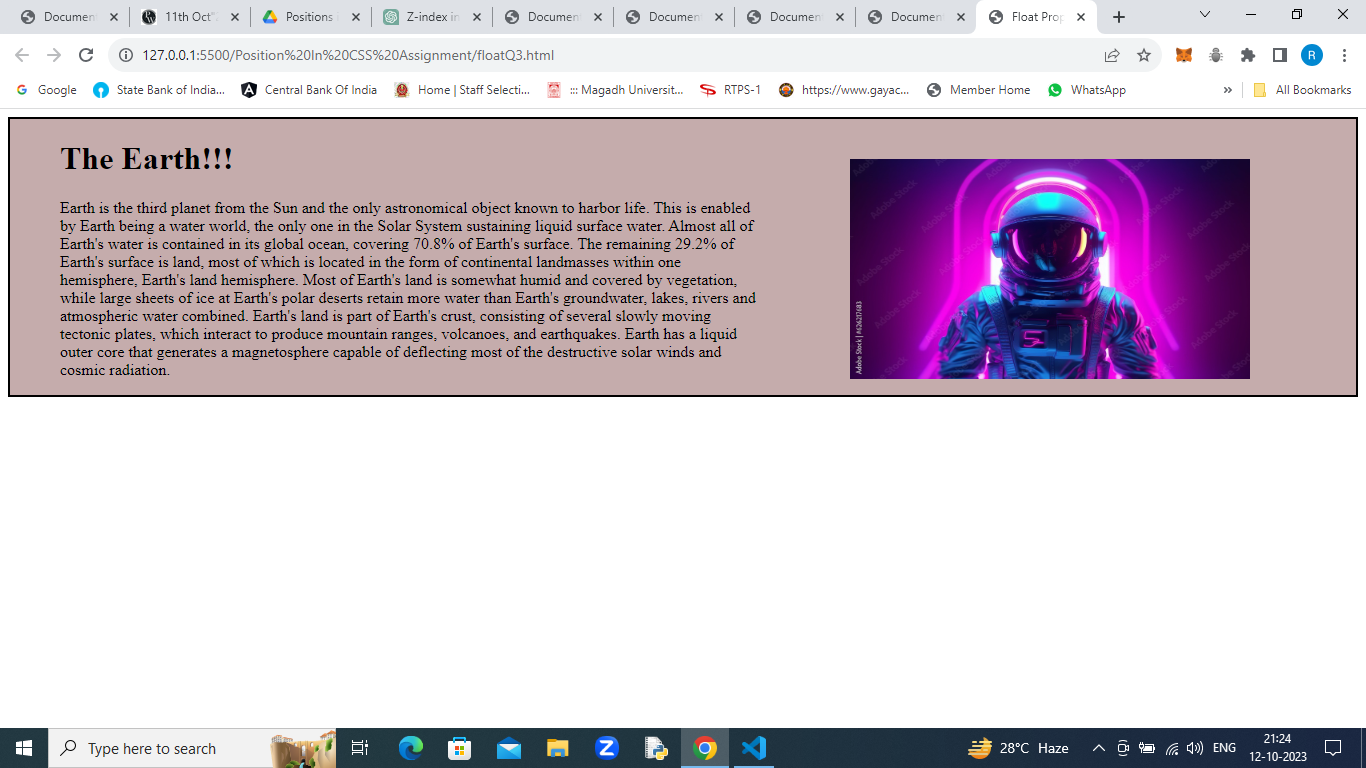 Documen
11th Oct"
Positions
Z-index in
Documen
Documen
Documen
Documen
Float Prop
127.0.0.1:5500/Position%20In%20CSS%20Assignment/floatQ3.html
R
Google
State Bank of India...
Central Bank Of India
Home | Staff Selecti...
::: Magadh Universit...
RTPS-1
https://www.gayac...
Member Home
WhatsApp
»
All Bookmarks
The Earth!!!
Earth is the third planet from the Sun and the only astronomical object known to harbor life. This is enabled
by Earth being a water world, the only one in the Solar System sustaining liquid surface water. Almost all of
Earth's water is contained in its global ocean, covering 70.8% of Earth's surface. The remaining 29.2% of
Earth's surface is land, most of which is located in the form of continental landmasses within one
hemisphere, Earth's land hemisphere. Most of Earth's land is somewhat humid and covered by vegetation,
while large sheets of ice at Earth's polar deserts retain more water than Earth's groundwater, lakes, rivers and
atmospheric water combined. Earth's land is part of Earth's crust, consisting of several slowly moving
tectonic plates, which interact to produce mountain ranges, volcanoes, and earthquakes. Earth has a liquid
outer core that generates a magnetosphere capable of deflecting most of the destructive solar winds and
cosmic radiation.
Adobe Stock
Adobe Stock | #626217683
Type here to search
28°C Haze
ENG
21:24
12-10-2023